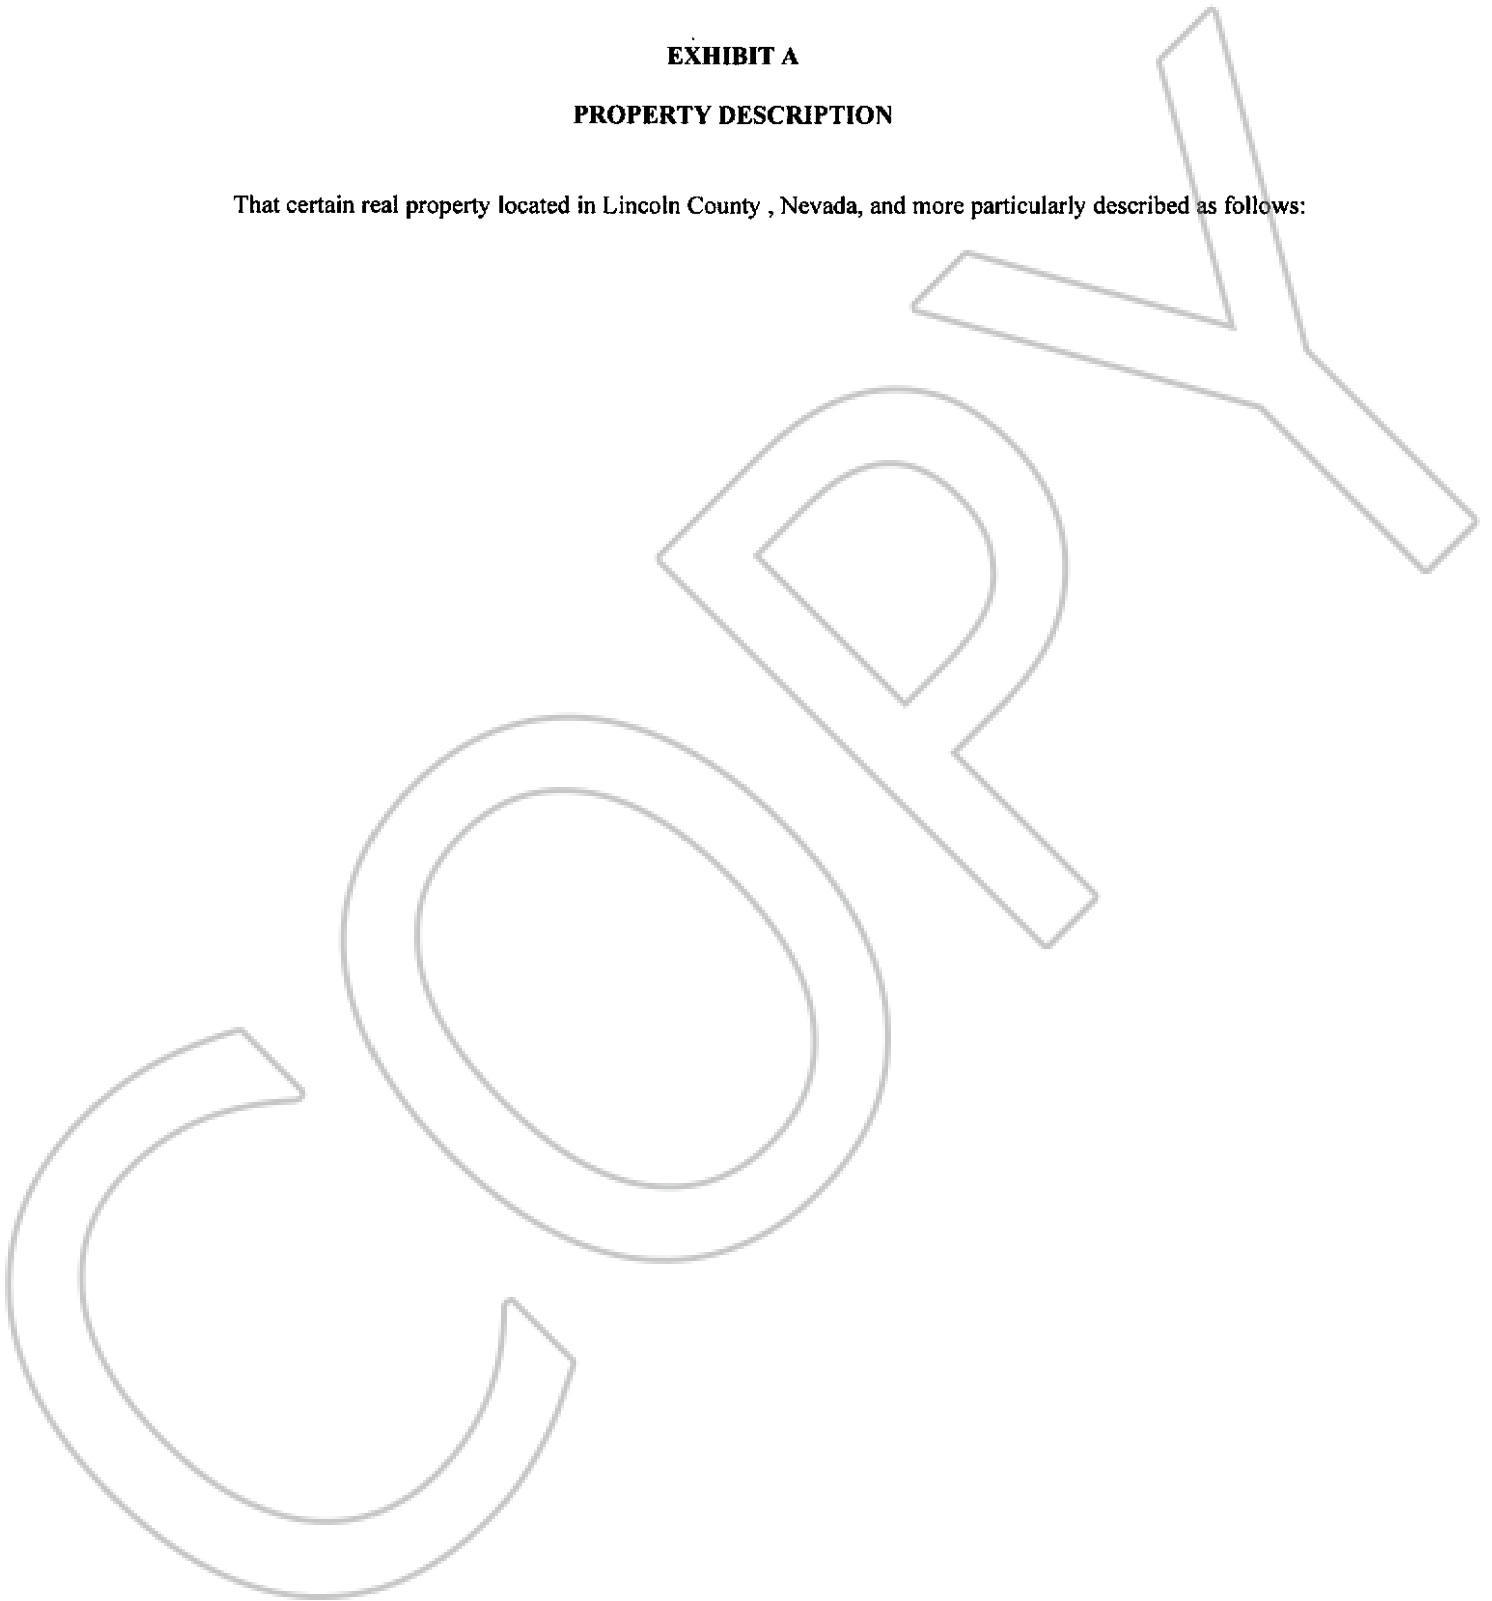 EXHIBIT A
PROPERTY DESCRIPTION
That certain real property located in Lincoln County , Nevada, and more particularly described as follows:
COPY